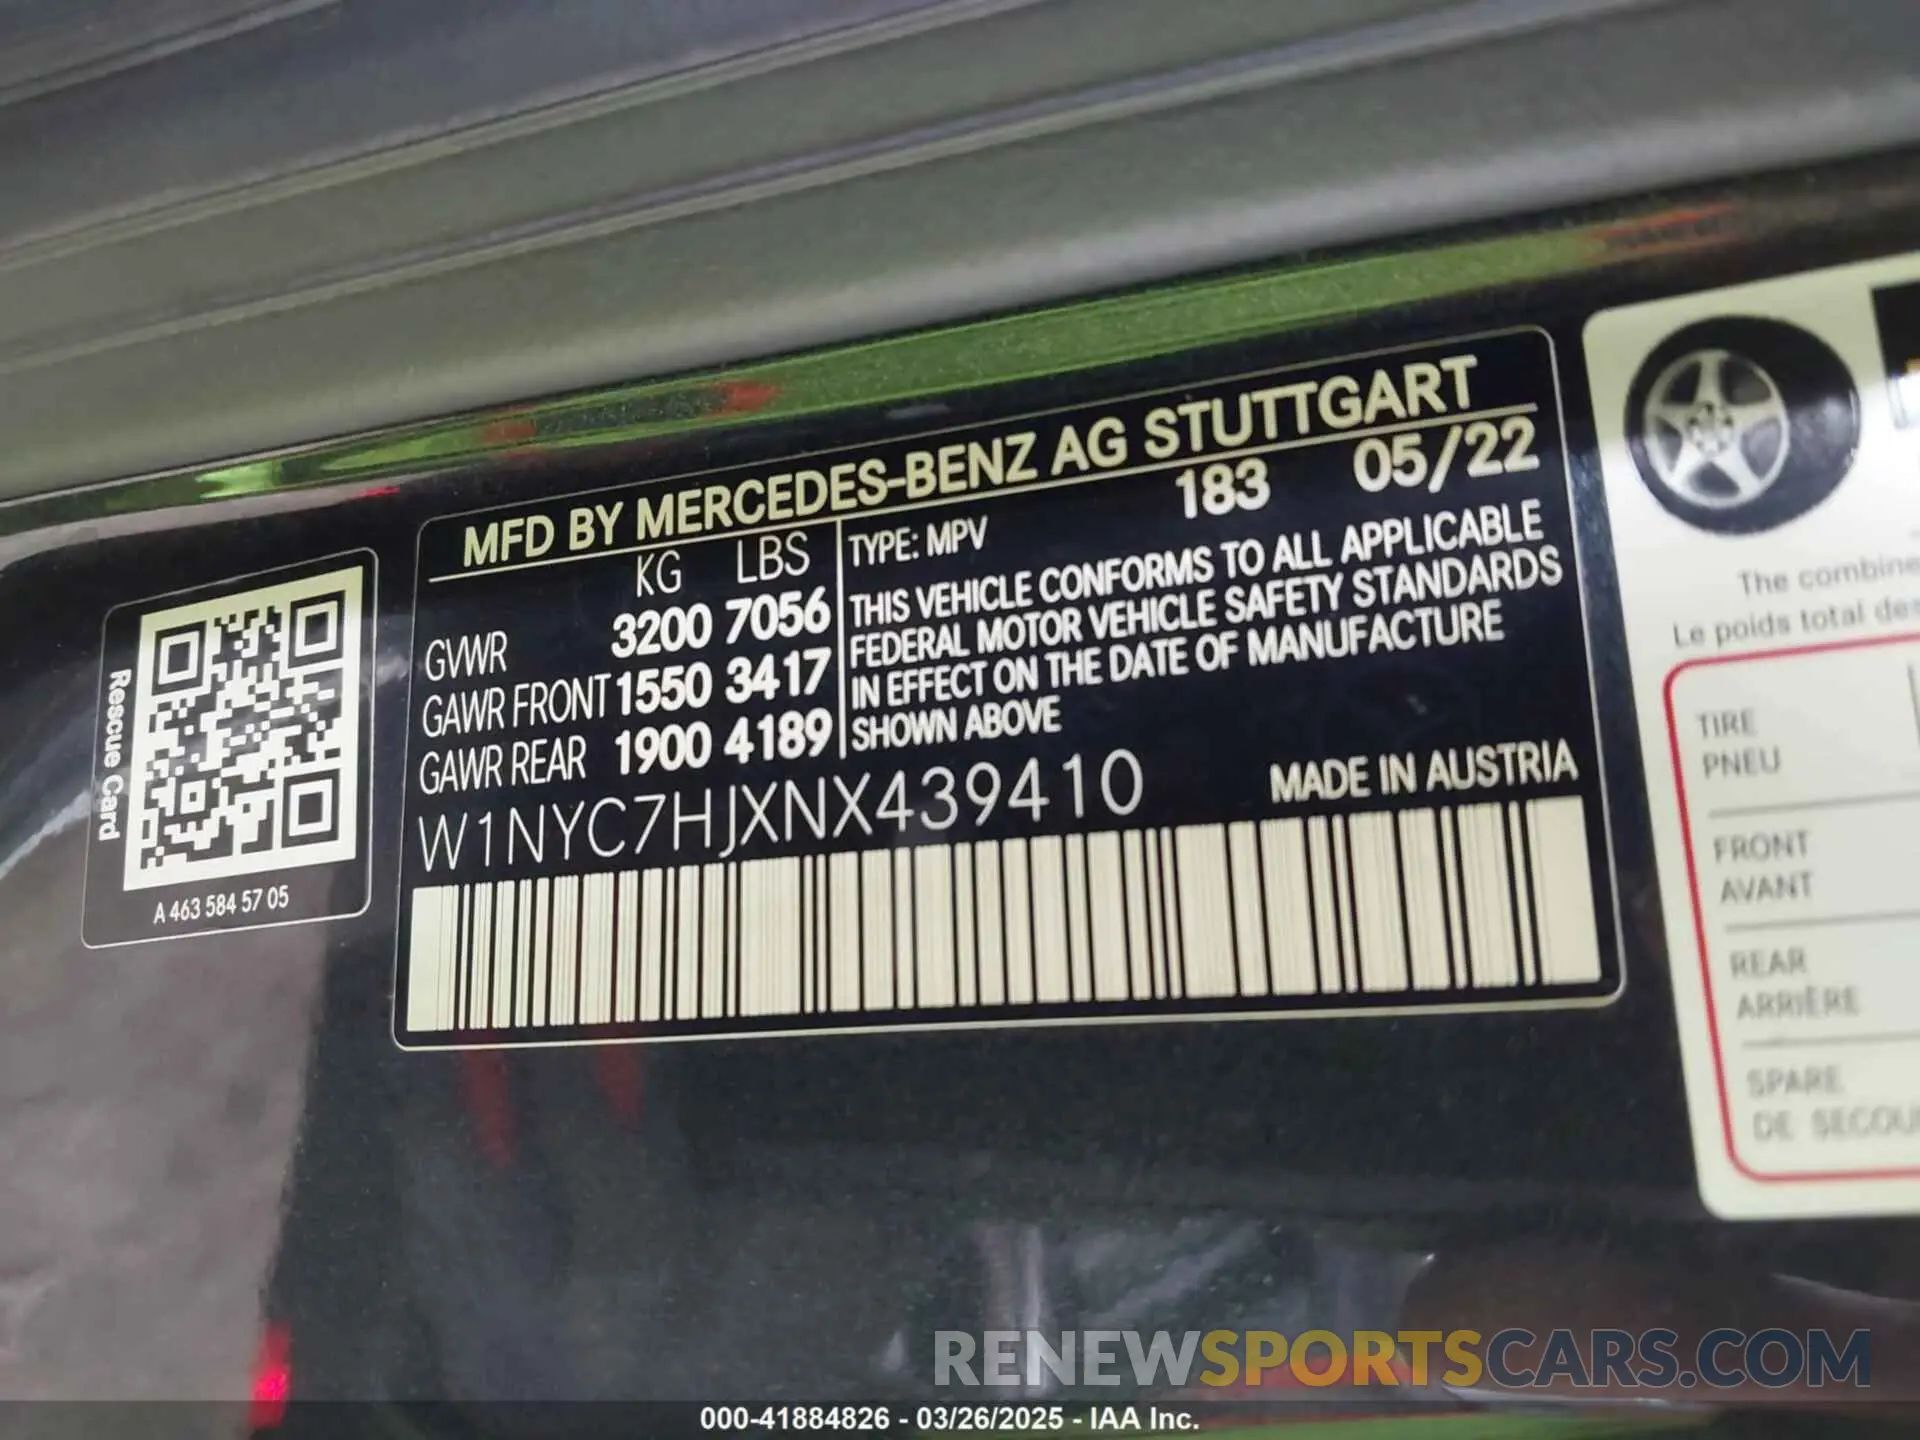 MFD BY MERCEDES-BENZ AG STUTTGART
KG LBS
GVWR 3200 7056
GAWR FRONT 1550 3417
GAWR REAR 1900 4189
TYPE: MPV 183 05/22
THIS VEHICLE CONFORMS TO ALL APPLICABLE
FEDERAL MOTOR VEHICLE SAFETY STANDARDS
IN EFFECT ON THE DATE OF MANUFACTURE
SHOWN ABOVE
W1NYC7HJXNX439410
MADE IN AUSTRIA
Rescue Card
A 463 584 57 05
The combine
Le poids total des
TIRE
PNEU
FRONT
AVANT
REAR
ARRIÈRE
SPARE
DE SECOU
RENEWSPORTSCARS.COM
000-41884826 - 03/26/2025 - IAA Inc.